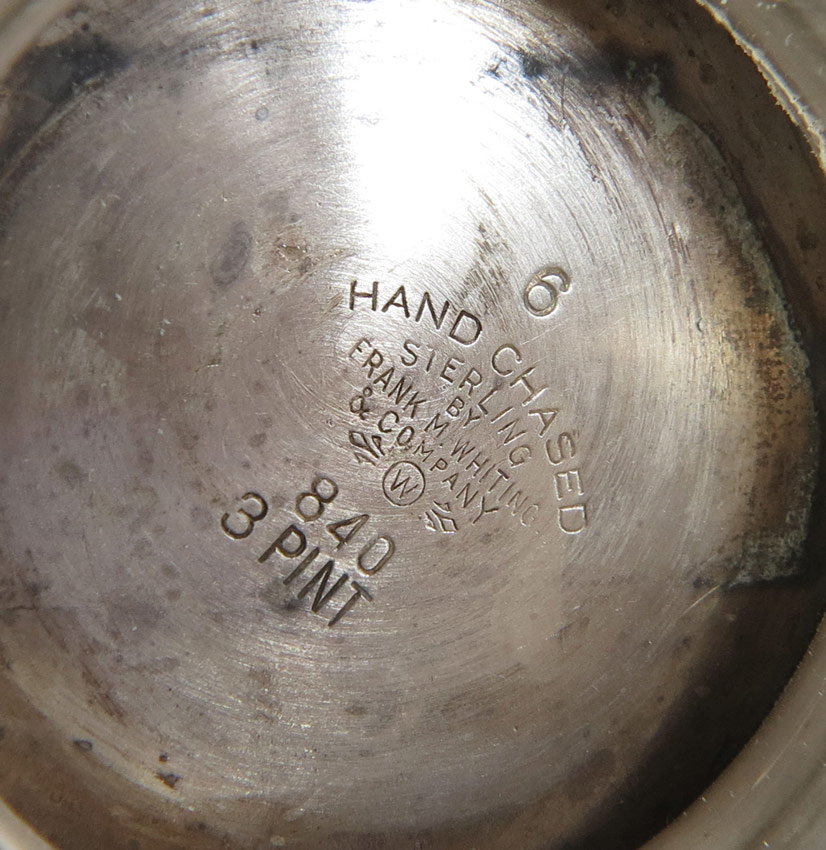 6
HAND CHASED
STERLING
BY
FRANK M. WHITING
& COMPANY
W
840
3 PINT